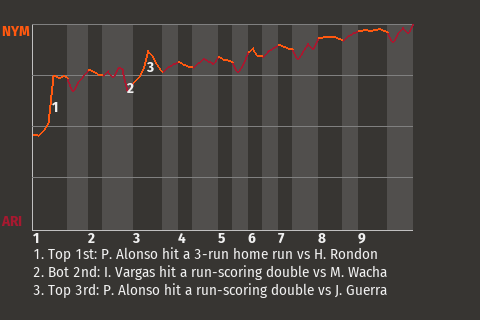 NYM
1
3
2
ARI
1 2 3 4 5 6 7 8 9
1. Top 1st: P. Alonso hit a 3-run home run vs H. Rondon
2. Bot 2nd: I. Vargas hit a run-scoring double vs M. Wacha
3. Top 3rd: P. Alonso hit a run-scoring double vs J. Guerra